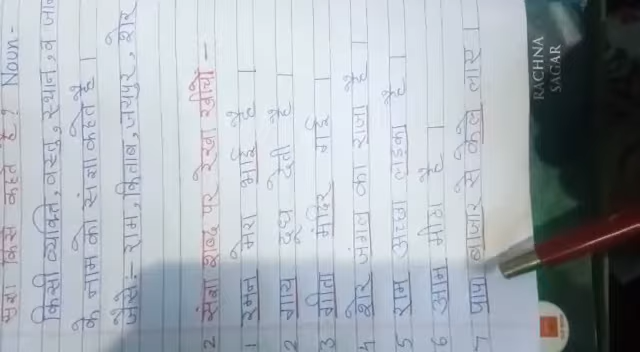 संज्ञा किसे कहते है? Noun-
किसी व्यक्ति, वस्तु, स्थान, व जान
के नाम को संज्ञा कहते है।
जैसे:- राम, किताब, जयपुर, शेर
2 संज्ञा शब्द पर रेखा खींचो -
1 रमन मेरा भाई है।
2 गाय दूध देती है।
3 गीता मंदिर गई।
4 शेर जंगल का राजा है।
5 राम अच्छा लड़का है।
6 आम मीठा है।
7 पापा बाजार से केले लाए।
RACHNA
SAGAR